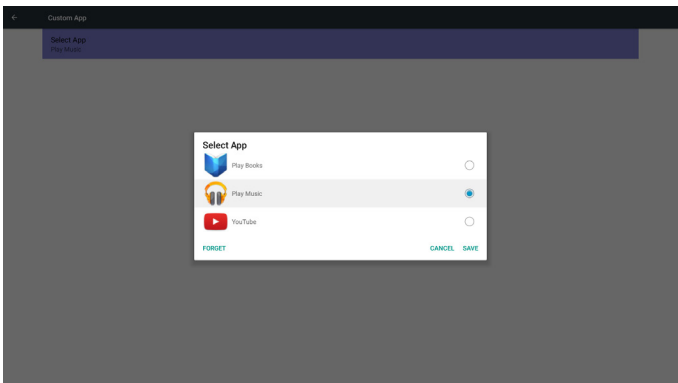 Custom App
Select App
Play Music
Select App
Play Books
Play Music
YouTube
FORGET CANCEL SAVE